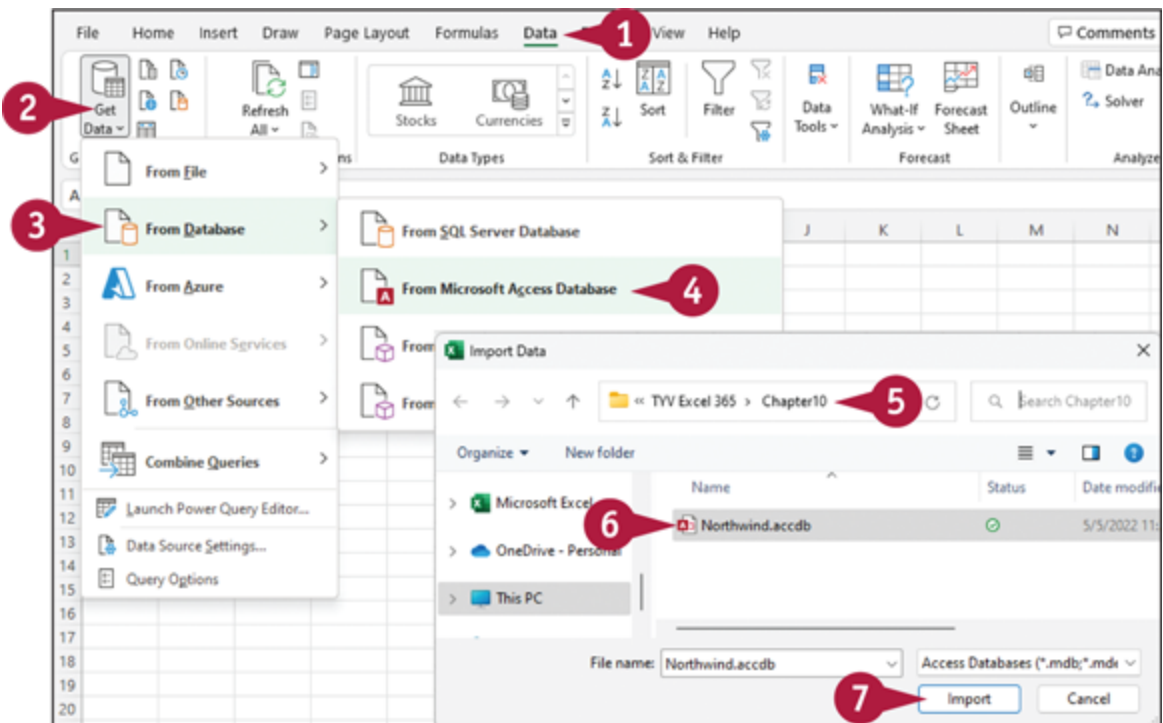 File Home Insert Draw Page Layout Formulas Data 1 View Help Comments
2 Get Data
Refresh All
Stocks Currencies
Sort Filter
Data Tools
What-If Analysis Forecast Sheet
Outline
Data Ana
Solver
G
ns
Data Types
Sort & Filter
Forecast
Analyze
A
From File
3 From Database
From Azure
From Online Services
From Other Sources
Combine Queries
Launch Power Query Editor...
Data Source Settings...
Query Options
From SQL Server Database
From Microsoft Access Database 4
From
From
J K L M N
1
2
3
4
5
6
7
8
9
10
11
12
13
14
15
16
17
18
19
20
Import Data
« TYV Excel 365 > Chapter10 5 Search Chapter10
Organize New folder
Name Status Date modifie
Microsoft Excel
6 Northwind.accdb 5/5/2022 11:
OneDrive - Personal
This PC
File name: Northwind.accdb Access Databases (*.mdb;*.mde
7 Import Cancel